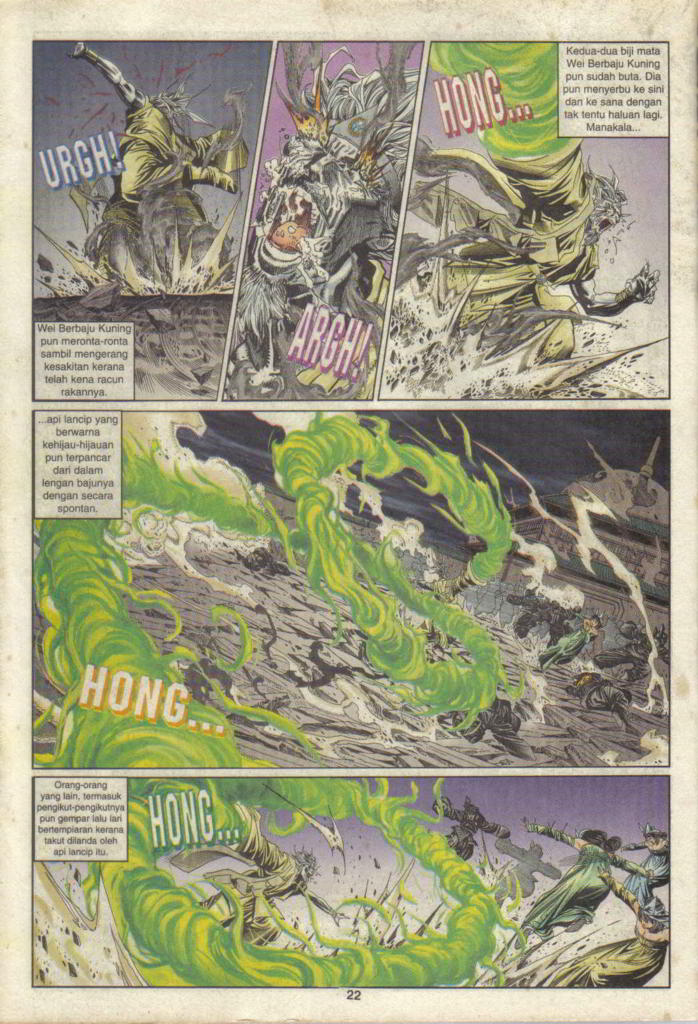 URGH!
Wei Berbaju Kuning
pun meronta-ronta
sambil mengerang
kesakitan kerana
telah kena racun
rakannya.
ARGH!!
HONG...
Kedua-dua biji mata
Wei Berbaju Kuning
pun sudah buta. Dia
pun menyerbu ke sini
dan ke sana dengan
tak tentu haluan lagi.
Manakala...
...api lancip yang
berwarna
kehijau-hijauan
pun terpancar
dari dalam
lengan bajunya
dengan secara
spontan.
HONG...
Orang-orang
yang lain, termasuk
pengikut-pengikutnya
pun gempar lalu lari
bertempiaran kerana
takut dilanda oleh
api lancip itu.
HONG...
22